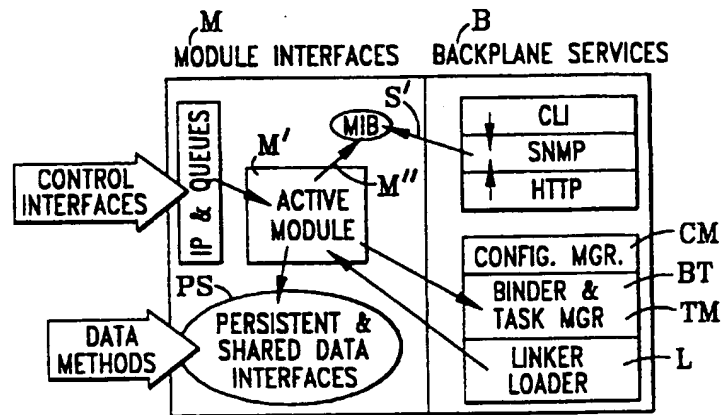 M
B
MODULE INTERFACES
BACKPLANE SERVICES
S'
MIB
CLI
SNMP
HTTP
M'
M"
CONTROL
INTERFACES
IP & QUEUES
ACTIVE
MODULE
CONFIG. MGR.
CM
BINDER &
TASK MGR
BT
TM
LINKER
LOADER
L
PS
DATA
METHODS
PERSISTENT &
SHARED DATA
INTERFACES